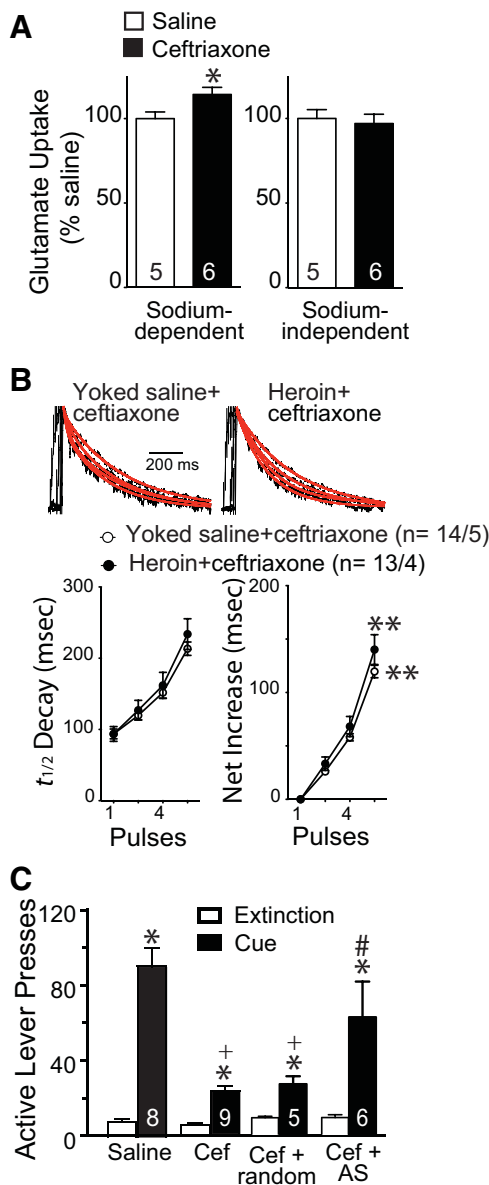 A
Saline
Ceftriaxone
Glutamate Uptake
(% saline)
100
50
0
*
5
6
Sodium-
dependent
100
50
0
5
6
Sodium-
independent
B
Yoked saline+
ceftiaxone
Heroin+
ceftriaxone
200 ms
Yoked saline+ceftriaxone (n= 14/5)
Heroin+ceftriaxone (n= 13/4)
t1/2 Decay (msec)
300
200
100
0
1
4
Pulses
Net Increase (msec)
200
100
0
**
**
1
4
Pulses
C
Active Lever Presses
120
80
40
0
Extinction
Cue
*
+
*
+
*
#
*
8
9
5
6
Saline
Cef
Cef +
random
Cef +
AS